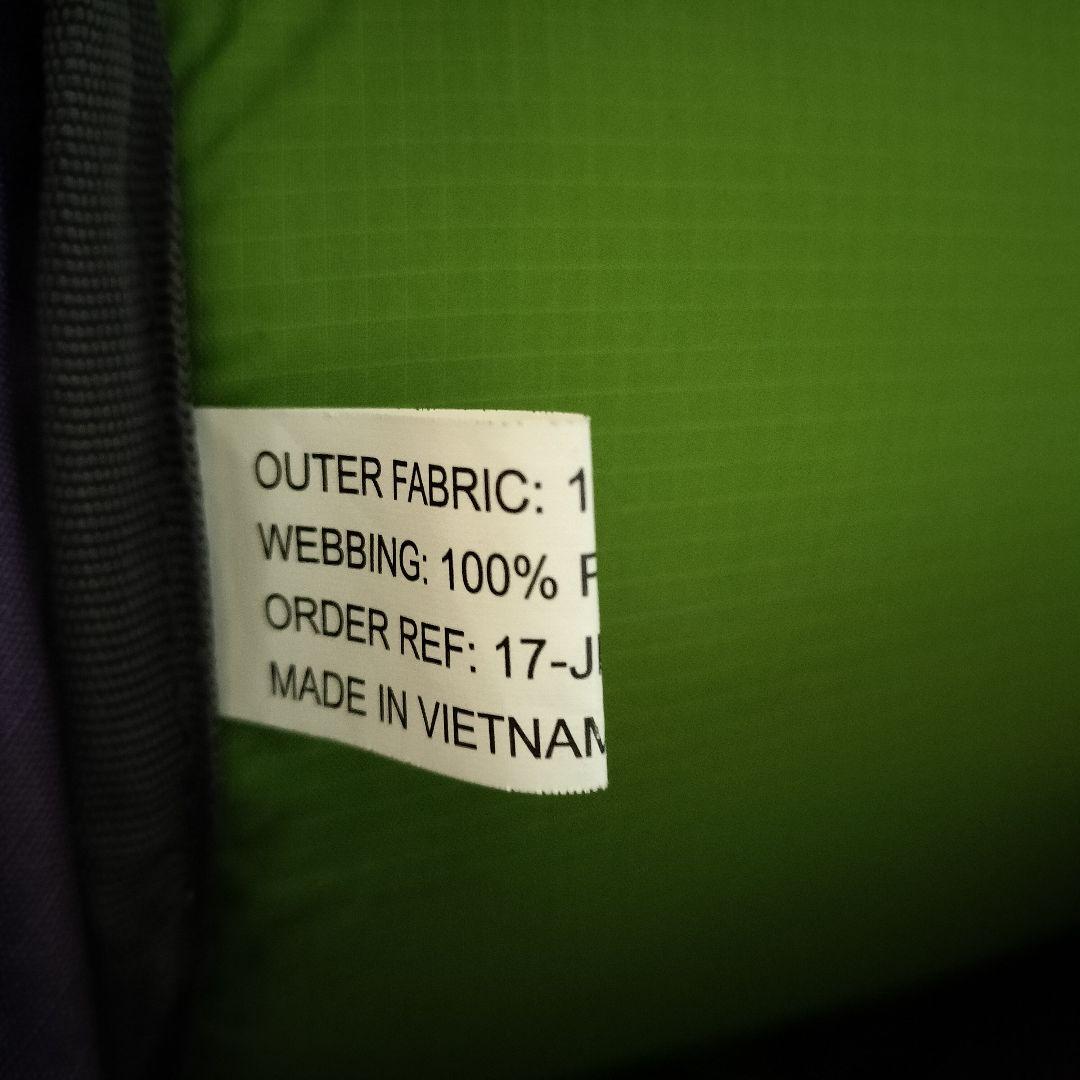 OUTER FABRIC: 1
WEBBING: 100%
ORDER REF: 17-J
MADE IN VIETNAM